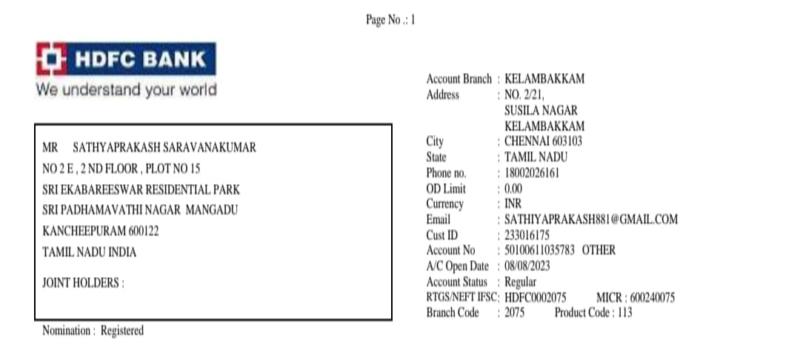 Page No .: 1
HDFC BANK
We understand your world
MR SATHYAPRAKASH SARAVANAKUMAR
NO 2 E , 2 ND FLOOR , PLOT NO 15
SRI EKABAREESWAR RESIDENTIAL PARK
SRI PADHAMAVATHI NAGAR MANGADU
KANCHEEPURAM 600122
TAMIL NADU INDIA
JOINT HOLDERS :
Nomination : Registered
Account Branch : KELAMBAKKAM
Address : NO. 2/21,
SUSILA NAGAR
KELAMBAKKAM
City : CHENNAI 603103
State : TAMIL NADU
Phone no. : 18002026161
OD Limit : 0.00
Currency : INR
Email : SATHIYAPRAKASH881@GMAIL.COM
Cust ID : 233016175
Account No : 50100611035783 OTHER
A/C Open Date : 08/08/2023
Account Status : Regular
RTGS/NEFT IFSC: HDFC0002075 MICR : 600240075
Branch Code : 2075 Product Code : 113